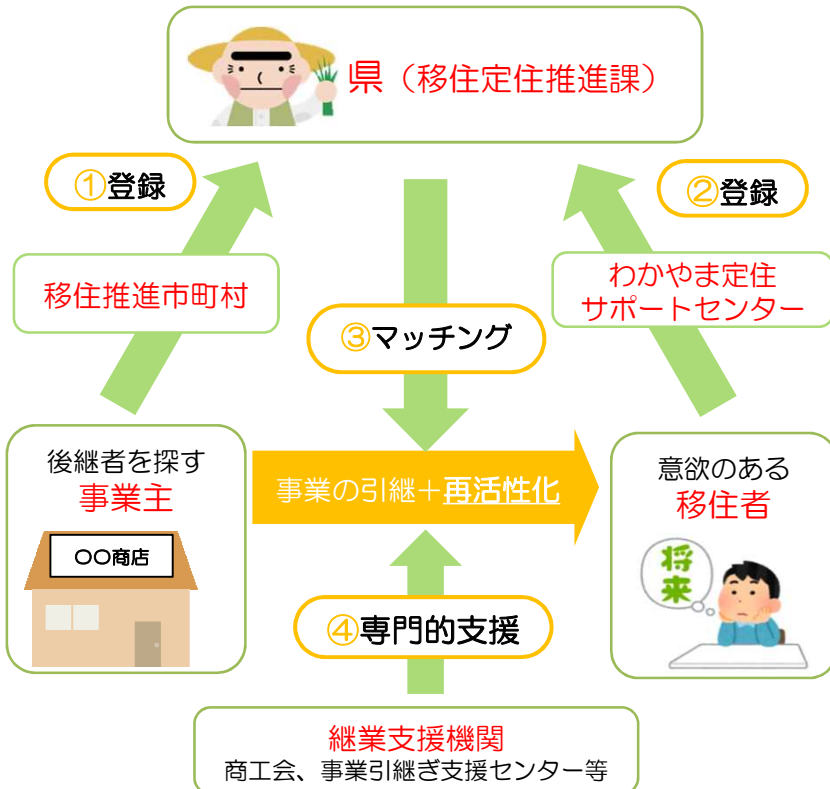 県（移住定住推進課）
①登録
②登録
移住推進市町村
わかやま定住
サポートセンター
③マッチング
後継者を探す
事業主
〇〇商店
事業の引継＋再活性化
意欲のある
移住者
将
来
④専門的支援
継業支援機関
商工会、事業引継ぎ支援センター等